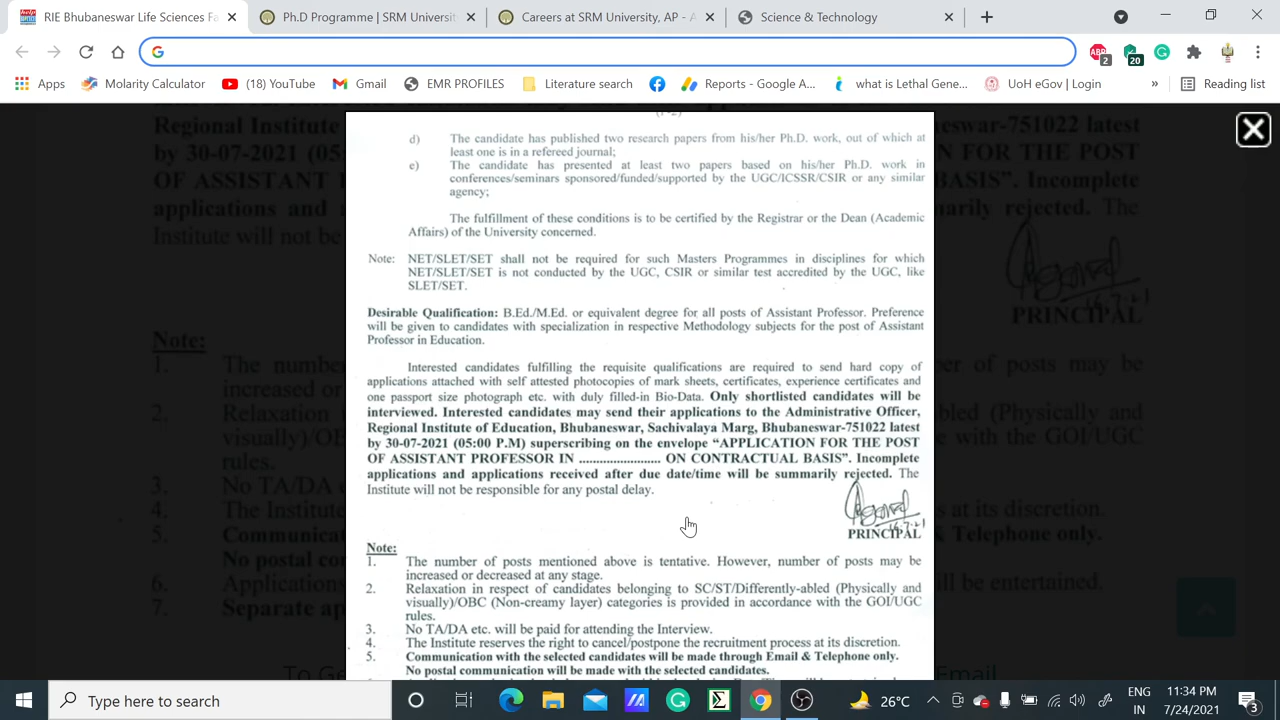 RIE Bhubaneswar Life Sciences Fa
Ph.D Programme | SRM Universit
Careers at SRM University, AP - A
Science & Technology
Apps
Molarity Calculator
(18) YouTube
Gmail
EMR PROFILES
Literature search
Reports - Google A...
what is Lethal Gene...
UoH eGov | Login
»
Reading list
2
20
(1-2)
d) The candidate has published two research papers from his/her Ph.D. work, out of which at
least one is in a refereed journal;
e) The candidate has presented at least two papers based on his/her Ph.D. work in
conferences/seminars sponsored/funded/supported by the UGC/ICSSR/CSIR or any similar
agency;
The fulfillment of these conditions is to be certified by the Registrar or the Dean (Academic
Affairs) of the University concerned.
Note: NET/SLET/SET shall not be required for such Masters Programmes in disciplines for which
NET/SLET/SET is not conducted by the UGC, CSIR or similar test accredited by the UGC, like
SLET/SET.
Desirable Qualification: B.Ed./M.Ed. or equivalent degree for all posts of Assistant Professor. Preference
will be given to candidates with specialization in respective Methodology subjects for the post of Assistant
Professor in Education.
Interested candidates fulfilling the requisite qualifications are required to send hard copy of
applications attached with self attested photocopies of mark sheets, certificates, experience certificates and
one passport size photograph etc. with duly filled-in Bio-Data. Only shortlisted candidates will be
interviewed. Interested candidates may send their applications to the Administrative Officer,
Regional Institute of Education, Bhubaneswar, Sachivalaya Marg, Bhubaneswar-751022 latest
by 30-07-2021 (05:00 P.M) superscribing on the envelope “APPLICATION FOR THE POST
OF ASSISTANT PROFESSOR IN ........................ ON CONTRACTUAL BASIS”. Incomplete
applications and applications received after due date/time will be summarily rejected. The
Institute will not be responsible for any postal delay.
16.7.21
PRINCIPAL
Note:
1. The number of posts mentioned above is tentative. However, number of posts may be
increased or decreased at any stage.
2. Relaxation in respect of candidates belonging to SC/ST/Differently-abled (Physically and
visually)/OBC (Non-creamy layer) categories is provided in accordance with the GOI/UGC
rules.
3. No TA/DA etc. will be paid for attending the Interview.
4. The Institute reserves the right to cancel/postpone the recruitment process at its discretion.
5. Communication with the selected candidates will be made through Email & Telephone only.
No postal communication will be made with the selected candidates.
Type here to search
26°C
ENG
IN
11:34 PM
7/24/2021
3